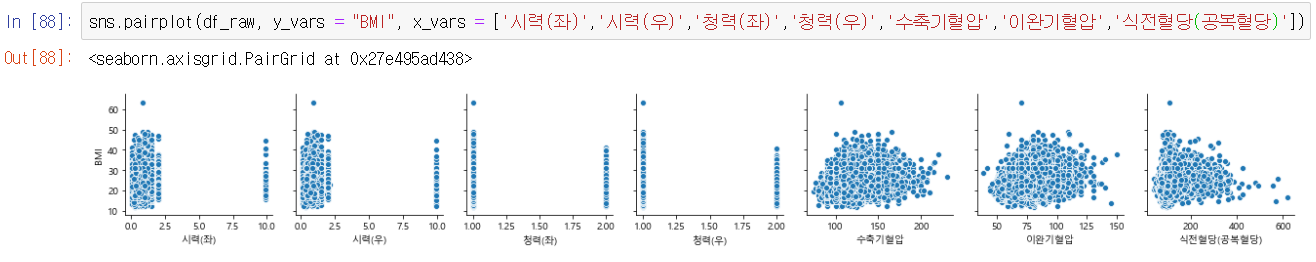 In [88]: sns.pairplot(df_raw, y_vars = "BMI", x_vars = ['시력(좌)','시력(우)','청력(좌)','청력(우)','수축기혈압','이완기혈압','식전혈당(공복혈당)'])
Out[88]: <seaborn.axisgrid.PairGrid at 0x27e495ad438>
60
50
40
30
20
10
BMI
0.0 2.5 5.0 7.5 10.0 0.0 2.5 5.0 7.5 10.0 1.00 1.25 1.50 1.75 2.00 1.00 1.25 1.50 1.75 2.00 100 150 200 50 75 100 125 150 200 400 600
시력(좌) 시력(우) 청력(좌) 청력(우) 수축기혈압 이완기혈압 식전혈당(공복혈당)